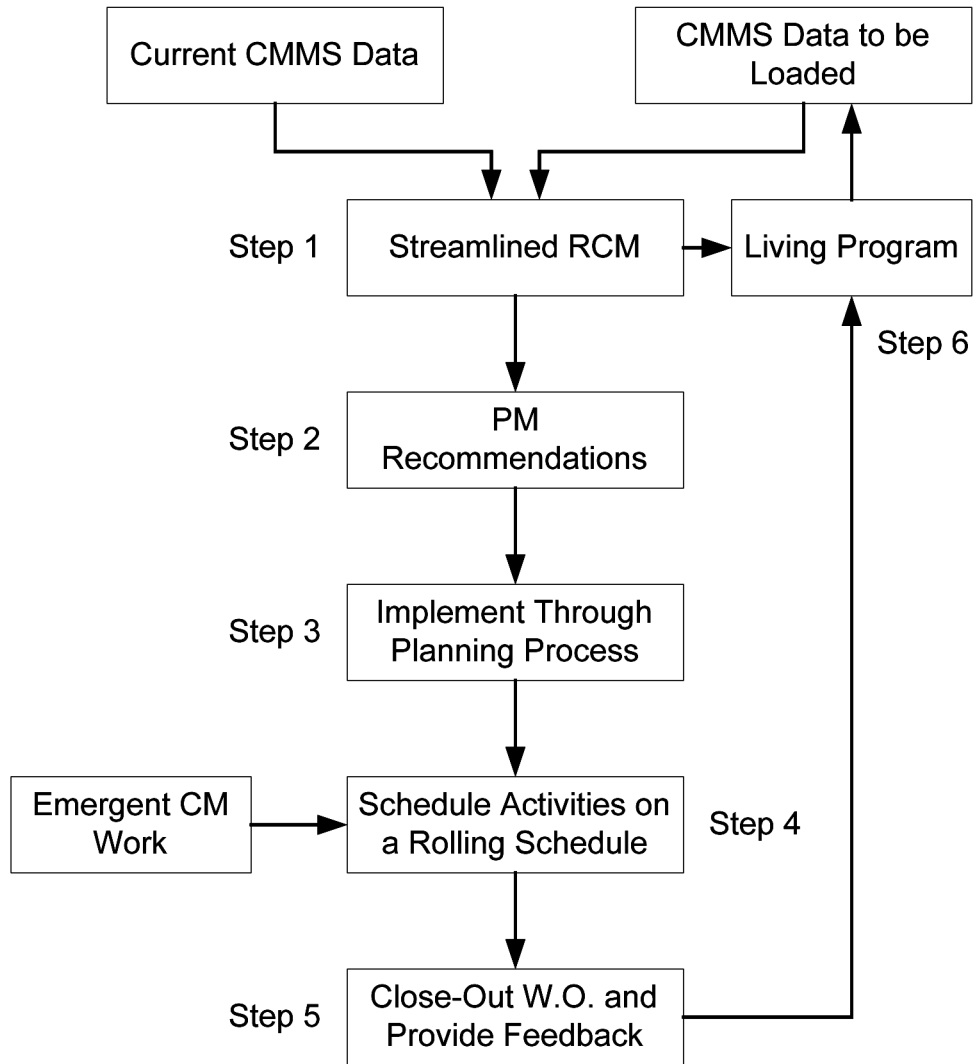 Current CMMS Data
CMMS Data to be
Loaded
Step 1
Streamlined RCM
Living Program
Step 6
Step 2
PM
Recommendations
Step 3
Implement Through
Planning Process
Emergent CM
Work
Schedule Activities on
a Rolling Schedule
Step 4
Step 5
Close-Out W.O. and
Provide Feedback